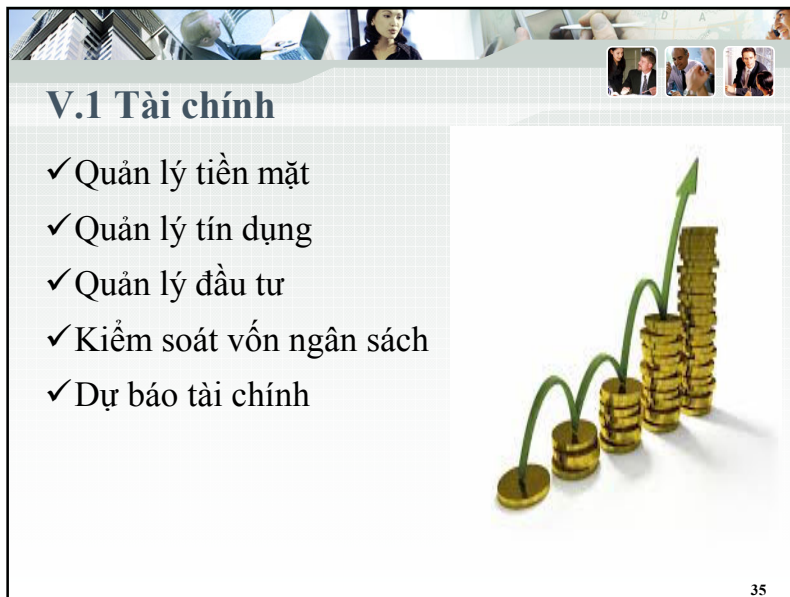 V.1 Tài chính
✓Quản lý tiền mặt
✓Quản lý tín dụng
✓Quản lý đầu tư
✓Kiểm soát vốn ngân sách
✓Dự báo tài chính
35